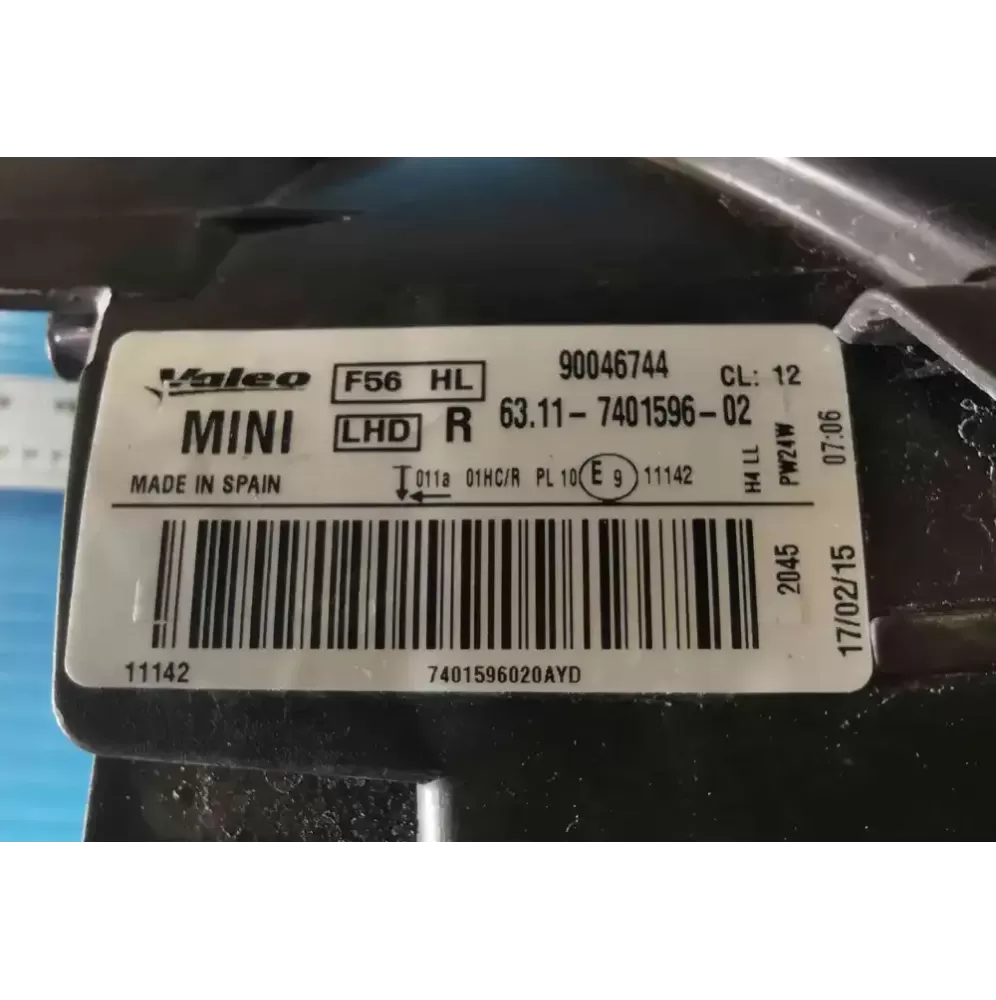 Valeo F56 HL 90046744 CL: 12
MINI LHD R 63.11-7401596-02
MADE IN SPAIN 011a 01HC/R PL 10 E 9 11142
H4 LL
PW24W
07:06
2045
17/02/15
11142 7401596020AYD